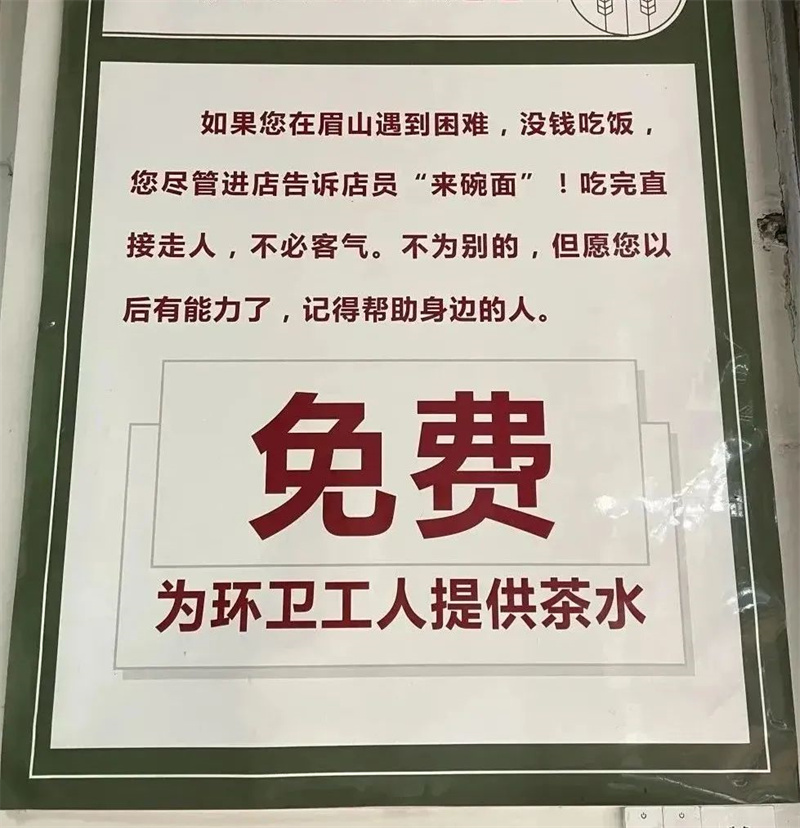 如果您在眉山遇到困难，没钱吃饭，
您尽管进店告诉店员“来碗面”！吃完直
接走人，不必客气。不为别的，但愿您以
后有能力了，记得帮助身边的人。
免费
为环卫工人提供茶水